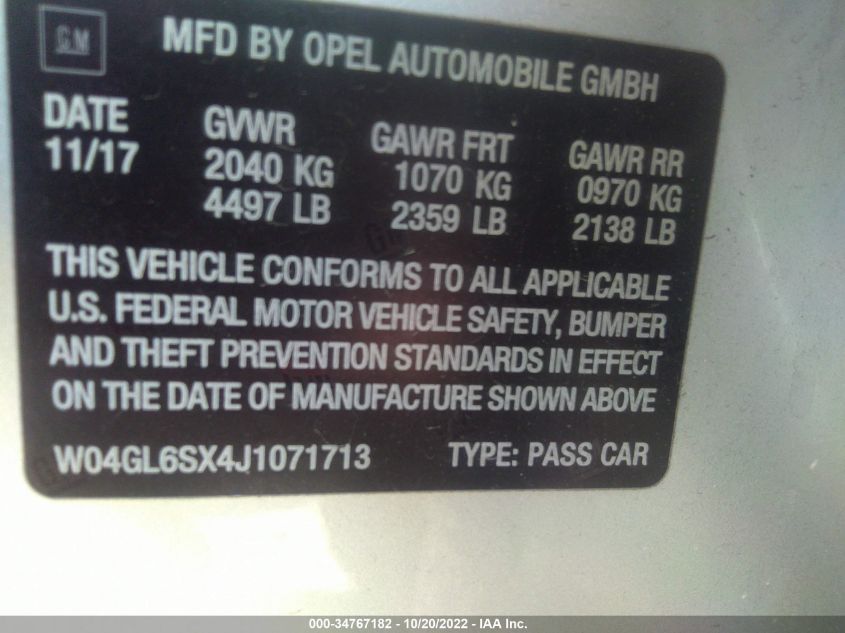 GM
MFD BY OPEL AUTOMOBILE GMBH
DATE
11/17
GVWR
2040 KG
4497 LB
GAWR FRT
1070 KG
2359 LB
GAWR RR
0970 KG
2138 LB
THIS VEHICLE CONFORMS TO ALL APPLICABLE
U.S. FEDERAL MOTOR VEHICLE SAFETY, BUMPER
AND THEFT PREVENTION STANDARDS IN EFFECT
ON THE DATE OF MANUFACTURE SHOWN ABOVE
W04GL6SX4J1071713 TYPE: PASS CAR
000-34767182 - 10/20/2022 - IAA Inc.